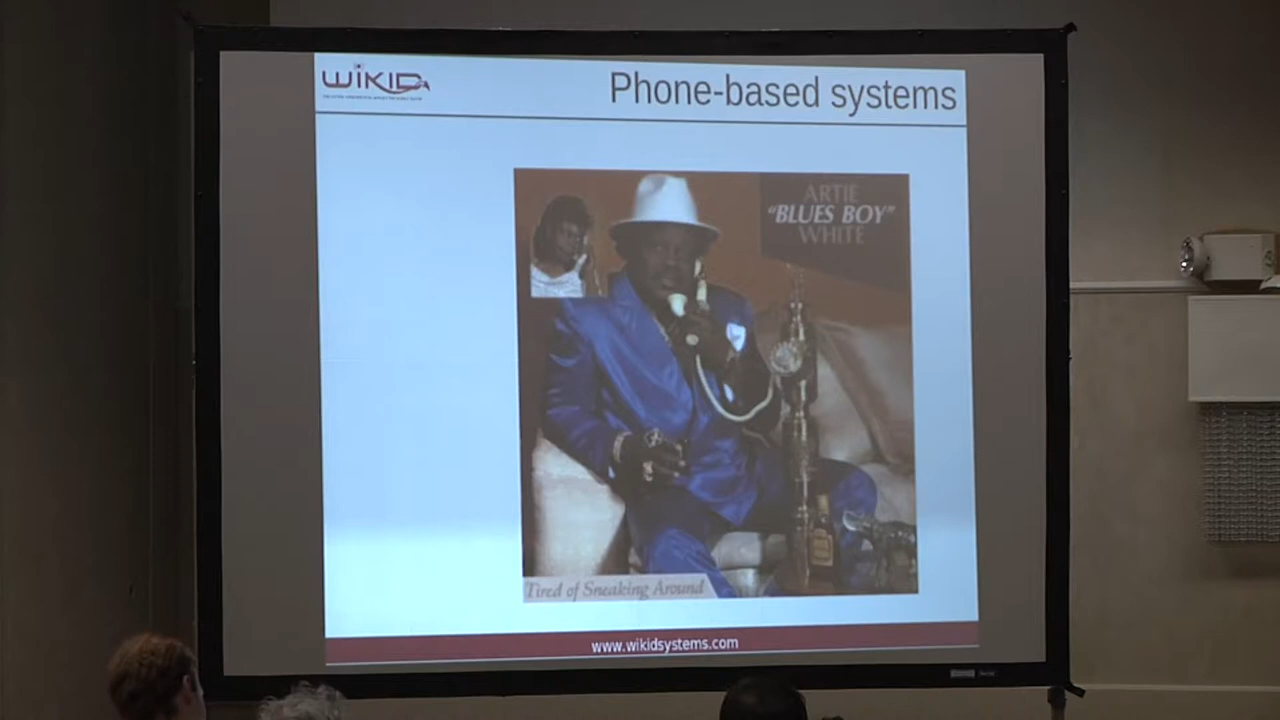 WiKID
Phone-based systems
ARTIE
"BLUES BOY"
WHITE
Tired of Sneaking Around
www.wikidsystems.com